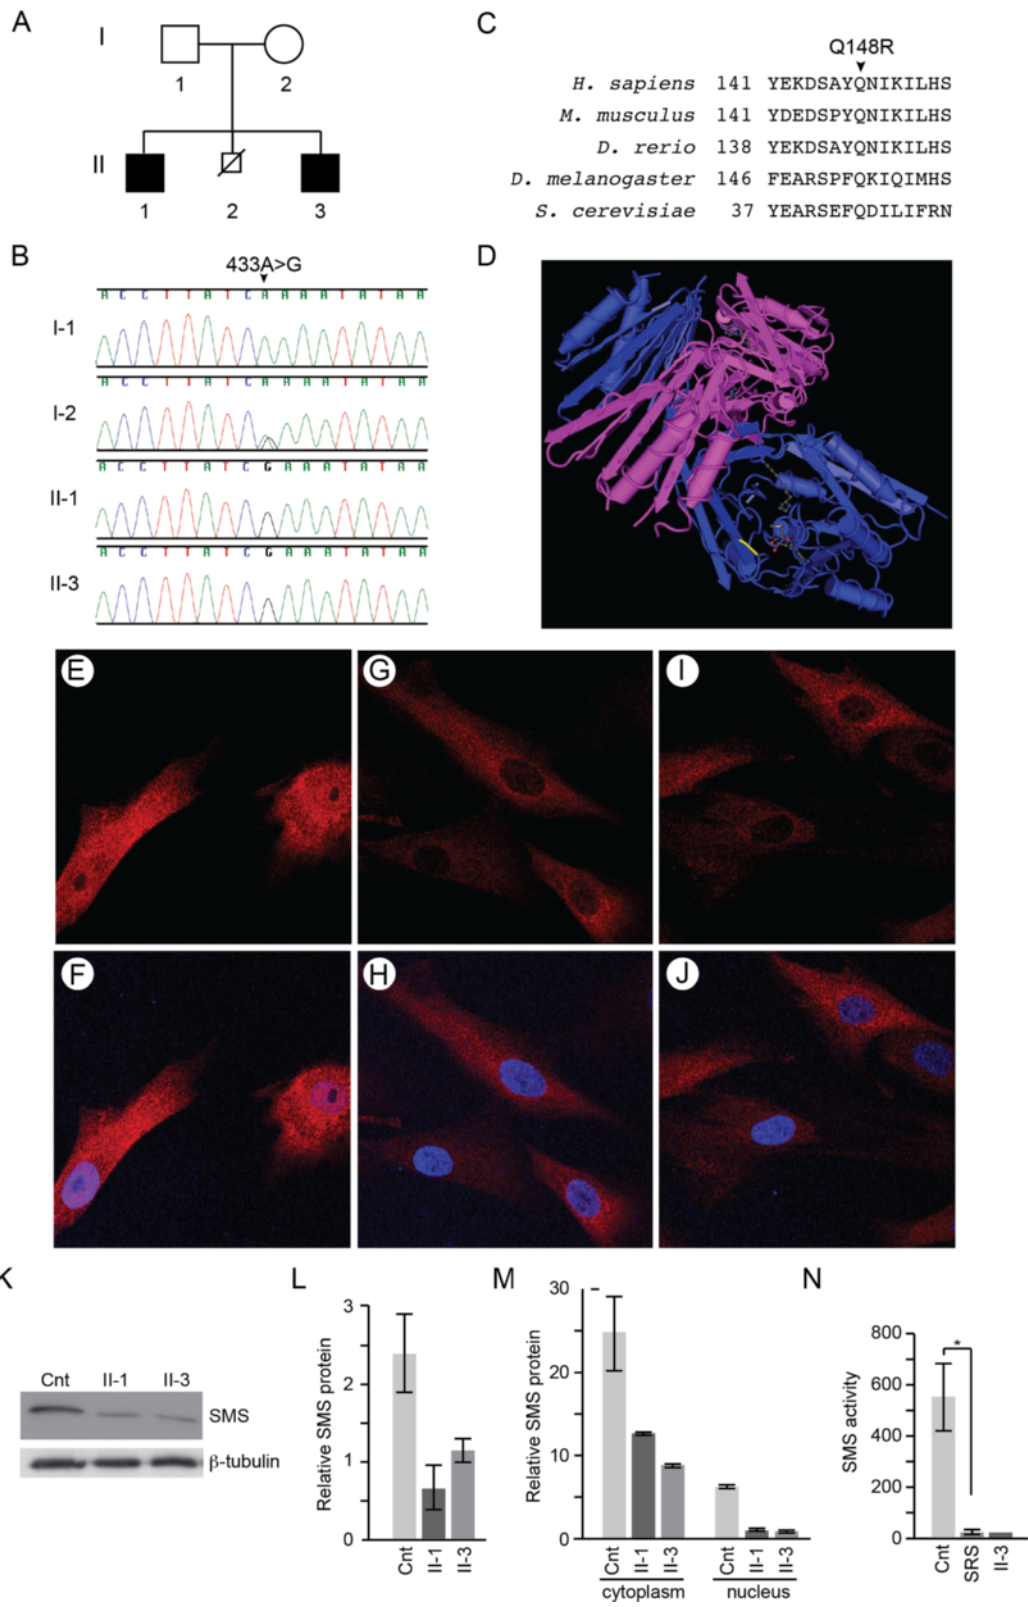 A
I
1
2
II
1
2
3
B
433A>G
A C C T T A T C A A A A T A T A A
I-1
A C C T T A T C A A A A T A T A A
I-2
A C C T T A T C G A A A T A T A A
II-1
A C C T T A T C G A A A T A T A A
II-3
C
Q148R
H. sapiens 141 YEKDSAYQNIKILHS
M. musculus 141 YDEDSPYQNIKILHS
D. rerio 138 YEKDSAYQNIKILHS
D. melanogaster 146 FEARSPFQKIQIMHS
S. cerevisiae 37 YEARSEFQDILIFRN
D
E
G
I
F
H
J
K
Cnt II-1 II-3
SMS
β-tubulin
L
Relative SMS protein
3
2
1
0
Cnt
II-1
II-3
M
Relative SMS protein
30
20
10
0
Cnt
II-1
II-3
Cnt
II-1
II-3
cytoplasm nucleus
N
SMS activity
800
600
400
200
0
*
Cnt
SRS
II-3